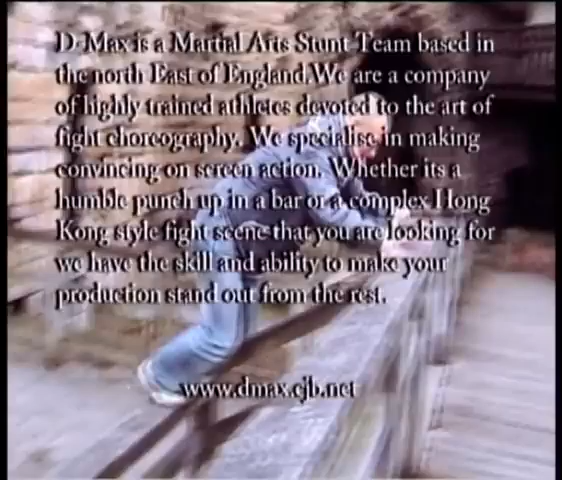 D-Max is a Martial Arts Stunt Team based in
the north East of England.We are a company
of highly trained athletes devoted to the art of
fight choreography. We specialise in making
convincing on screen action. Whether its a
humble punch up in a bar or a complex Hong
Kong style fight scene that you are looking for
we have the skill and ability to make your
production stand out from the rest.
www.dmax.cjb.net